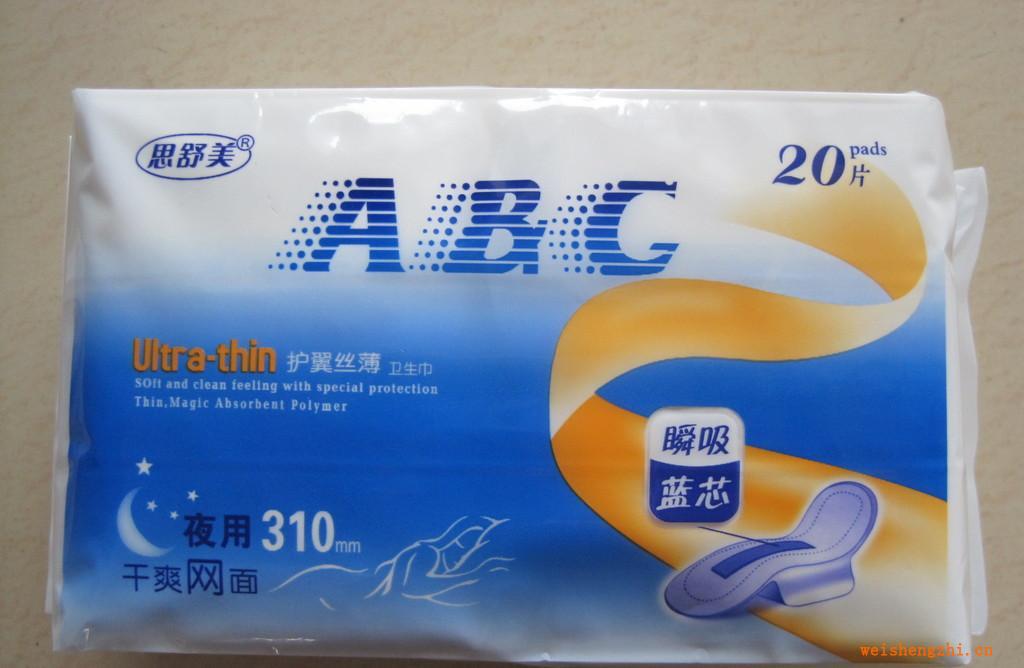 思舒美®
20 pads 片
ABC
Ultra-thin 护翼丝薄 卫生巾
SOft and clean feeling with special protection
Thin,Magic Absorbent Polymer
瞬吸
蓝芯
夜用 310mm
干爽网面
weishengzhi.cn